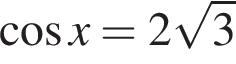 cos x = 2√3